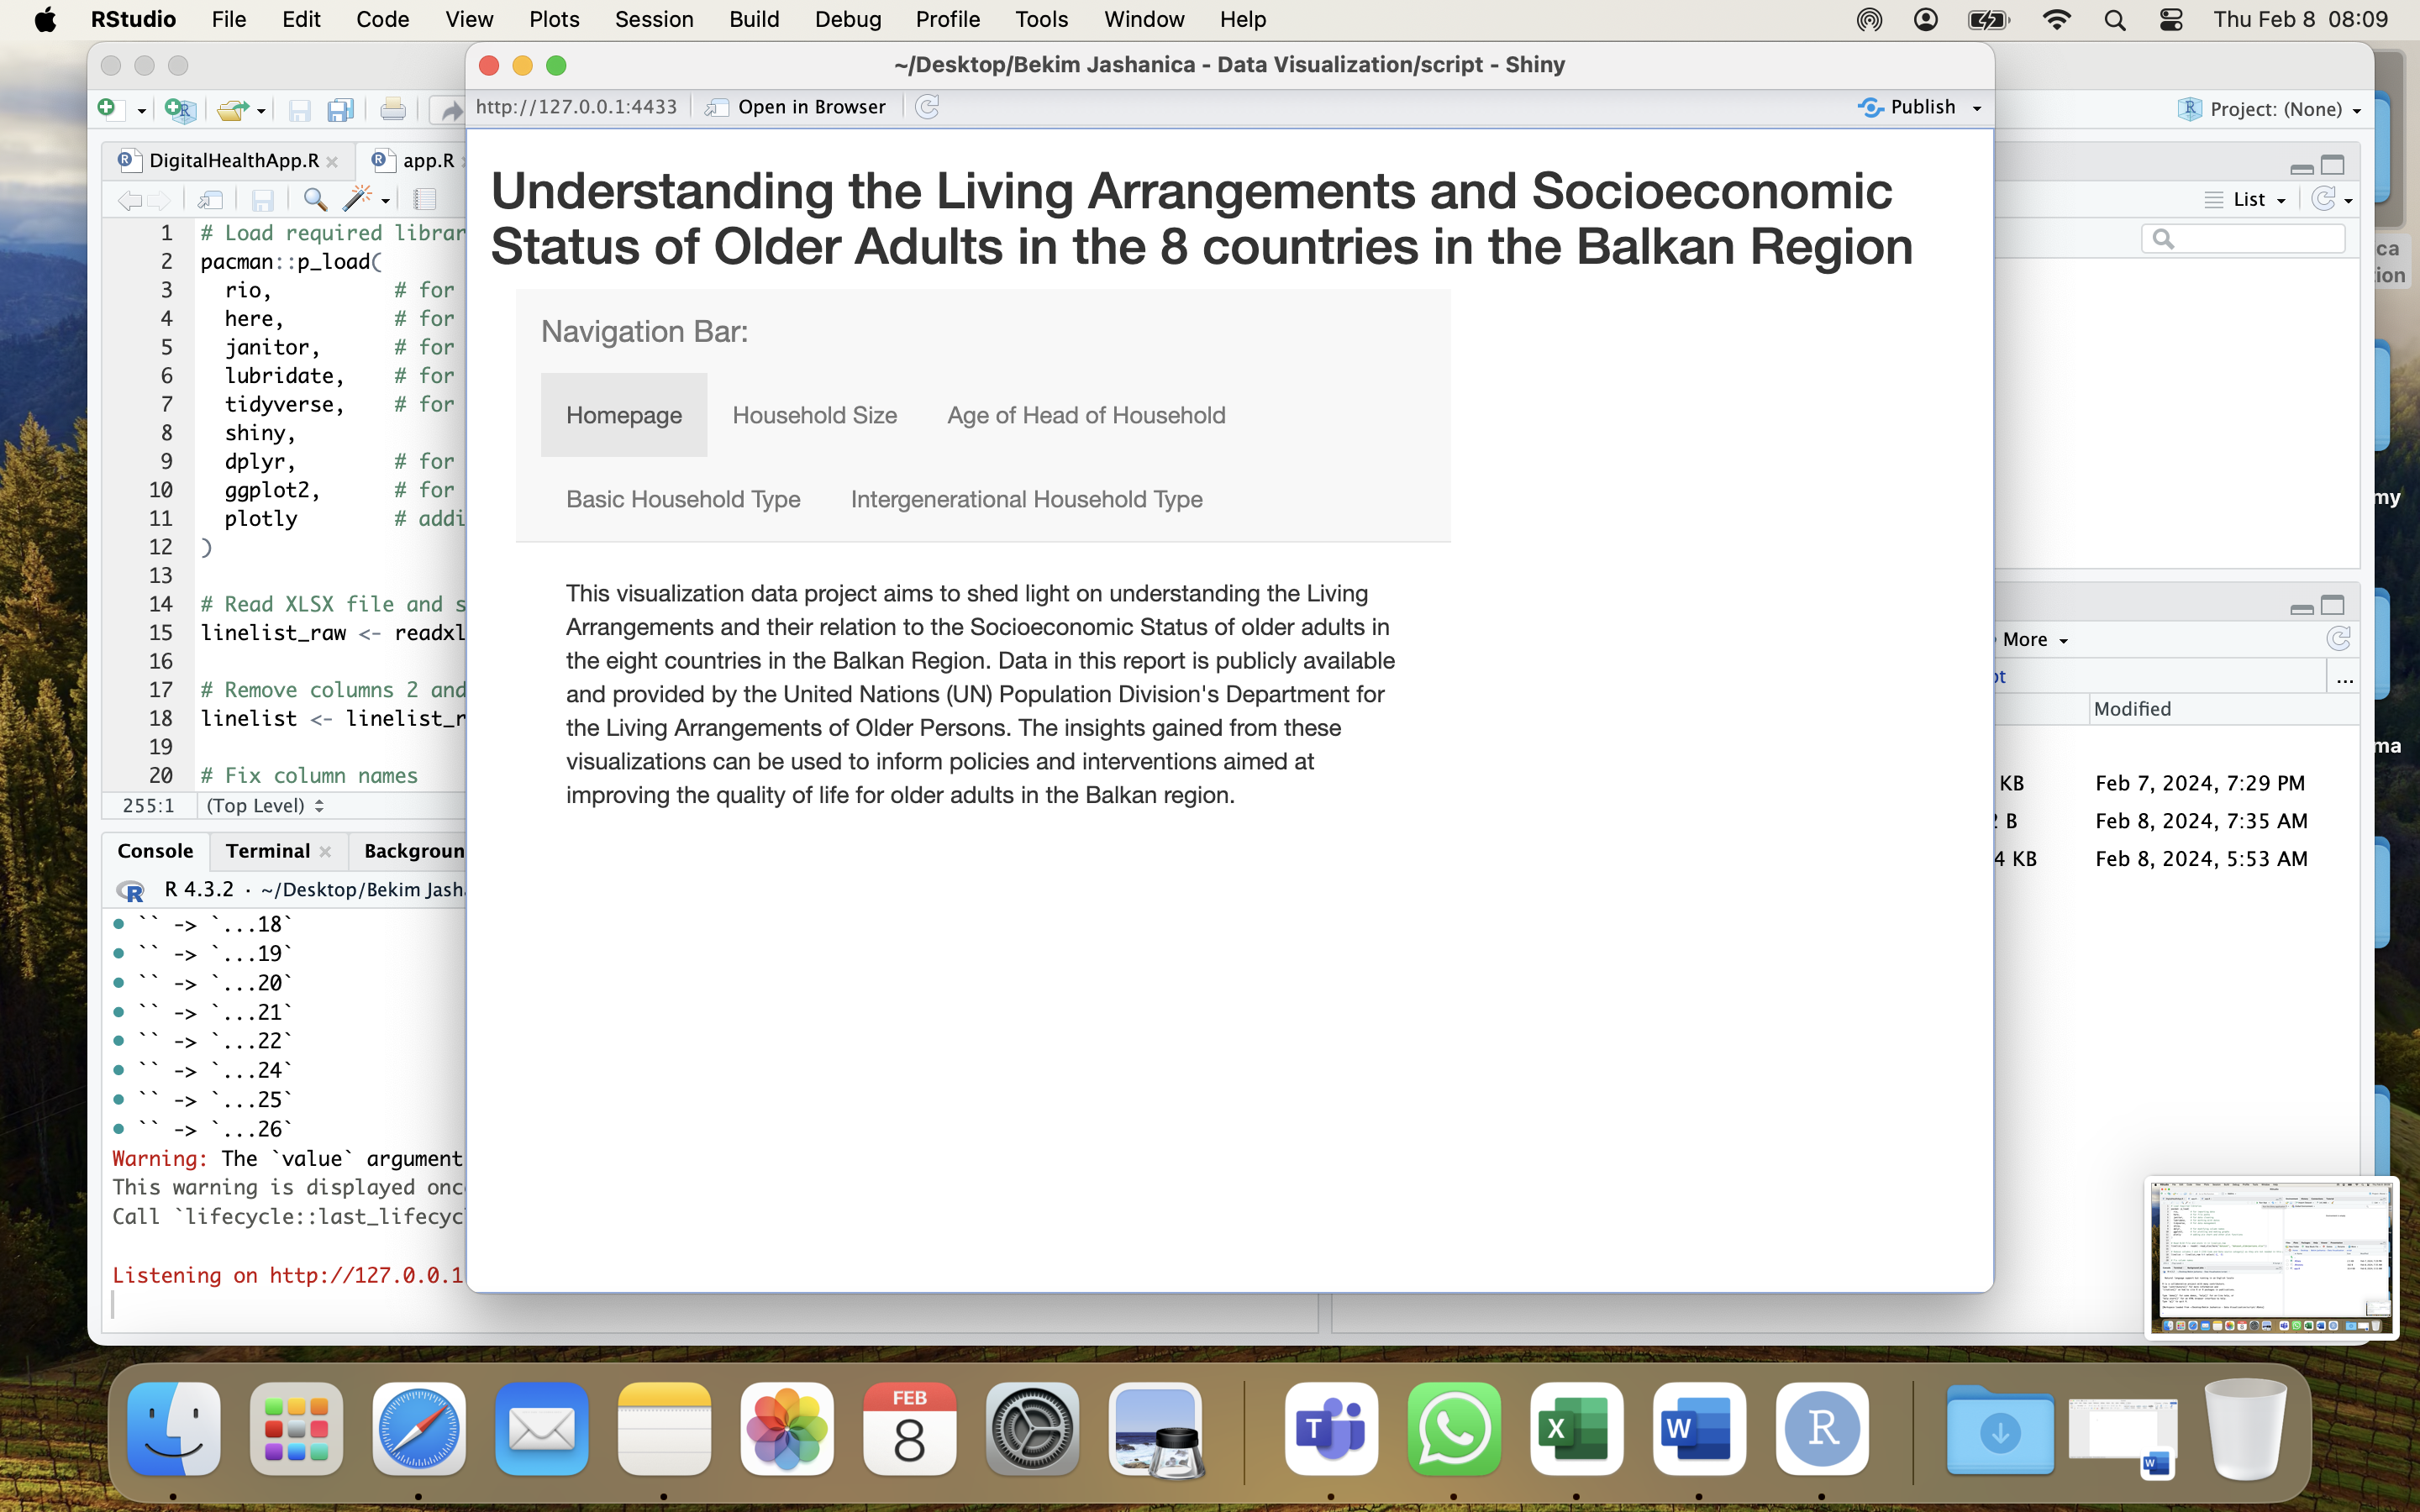 RStudio File Edit Code View Plots Session Build Debug Profile Tools Window Help Thu Feb 8 08:09
~/Desktop/Bekim Jashanica - Data Visualization/script - Shiny
http://127.0.0.1:4433 Open in Browser Publish
Project: (None)
DigitalHealthApp.R app.R
List
Understanding the Living Arrangements and Socioeconomic
Status of Older Adults in the 8 countries in the Balkan Region
Navigation Bar:
Homepage Household Size Age of Head of Household
Basic Household Type Intergenerational Household Type
This visualization data project aims to shed light on understanding the Living
Arrangements and their relation to the Socioeconomic Status of older adults in
the eight countries in the Balkan Region. Data in this report is publicly available
and provided by the United Nations (UN) Population Division's Department for
the Living Arrangements of Older Persons. The insights gained from these
visualizations can be used to inform policies and interventions aimed at
improving the quality of life for older adults in the Balkan region.
1 # Load required librar
2 pacman::p_load(
3 rio, # for
4 here, # for
5 janitor, # for
6 lubridate, # for
7 tidyverse, # for
8 shiny,
9 dplyr, # for
10 ggplot2, # for
11 plotly # addi
12 )
13
14 # Read XLSX file and s
15 linelist_raw <- readxl
16
17 # Remove columns 2 and
18 linelist <- linelist_r
19
20 # Fix column names
255:1 (Top Level)
Console Terminal Backgroun
R 4.3.2 · ~/Desktop/Bekim Jash
`` -> `...18`
`` -> `...19`
`` -> `...20`
`` -> `...21`
`` -> `...22`
`` -> `...24`
`` -> `...25`
`` -> `...26`
Warning: The `value` argument
This warning is displayed onc
Call `lifecycle::last_lifecyc
Listening on http://127.0.0.1
More
...
Modified
KB Feb 7, 2024, 7:29 PM
2 B Feb 8, 2024, 7:35 AM
4 KB Feb 8, 2024, 5:53 AM
ca
ion
my
ma
FEB
8
T
X
W
R
W